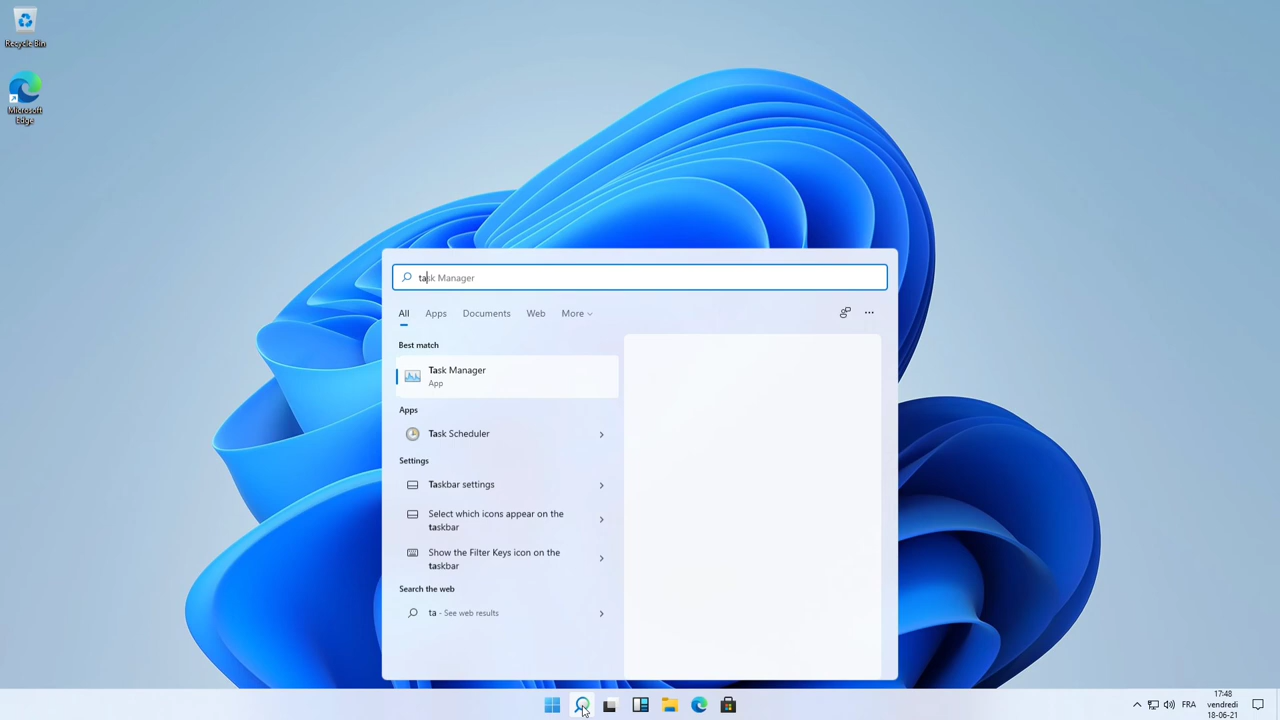 Recycle Bin
Microsoft
Edge
task Manager
All Apps Documents Web More
Best match
Task Manager
App
Apps
Task Scheduler
Settings
Taskbar settings
Select which icons appear on the
taskbar
Show the Filter Keys icon on the
taskbar
Search the web
ta - See web results
FRA
17:48
vendredi
18-06-21